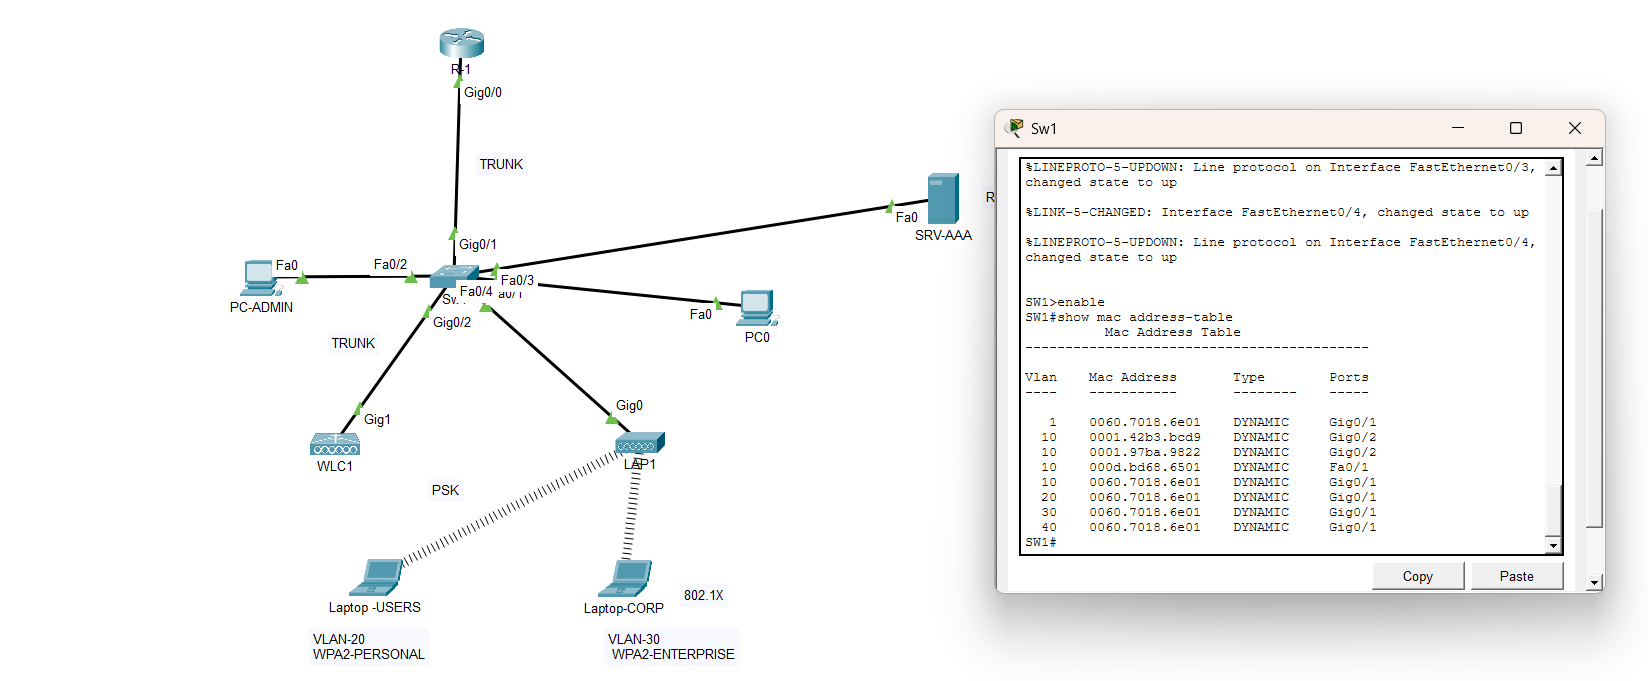 R-1
Gig0/0
TRUNK
Gig0/1
Fa0
SRV-AAA
R
Fa0
Fa0/2
PC-ADMIN
Fa0/3
Fa0/4
Gig0/2
Fa0
PC0
TRUNK
Gig1
WLC1
Gig0
LAP1
PSK
Laptop -USERS
Laptop-CORP
802.1X
VLAN-20
WPA2-PERSONAL
VLAN-30
WPA2-ENTERPRISE
Sw1
%LINEPROTO-5-UPDOWN: Line protocol on Interface FastEthernet0/3,
changed state to up
%LINK-5-CHANGED: Interface FastEthernet0/4, changed state to up
%LINEPROTO-5-UPDOWN: Line protocol on Interface FastEthernet0/4,
changed state to up
SW1>enable
SW1#show mac address-table
Mac Address Table
-------------------------------------------
Vlan Mac Address Type Ports
---- ----------- -------- -----
1 0060.7018.6e01 DYNAMIC Gig0/1
10 0001.42b3.bcd9 DYNAMIC Gig0/2
10 0001.97ba.9822 DYNAMIC Gig0/2
10 000d.bd68.6501 DYNAMIC Fa0/1
10 0060.7018.6e01 DYNAMIC Gig0/1
20 0060.7018.6e01 DYNAMIC Gig0/1
30 0060.7018.6e01 DYNAMIC Gig0/1
40 0060.7018.6e01 DYNAMIC Gig0/1
SW1#
Copy Paste